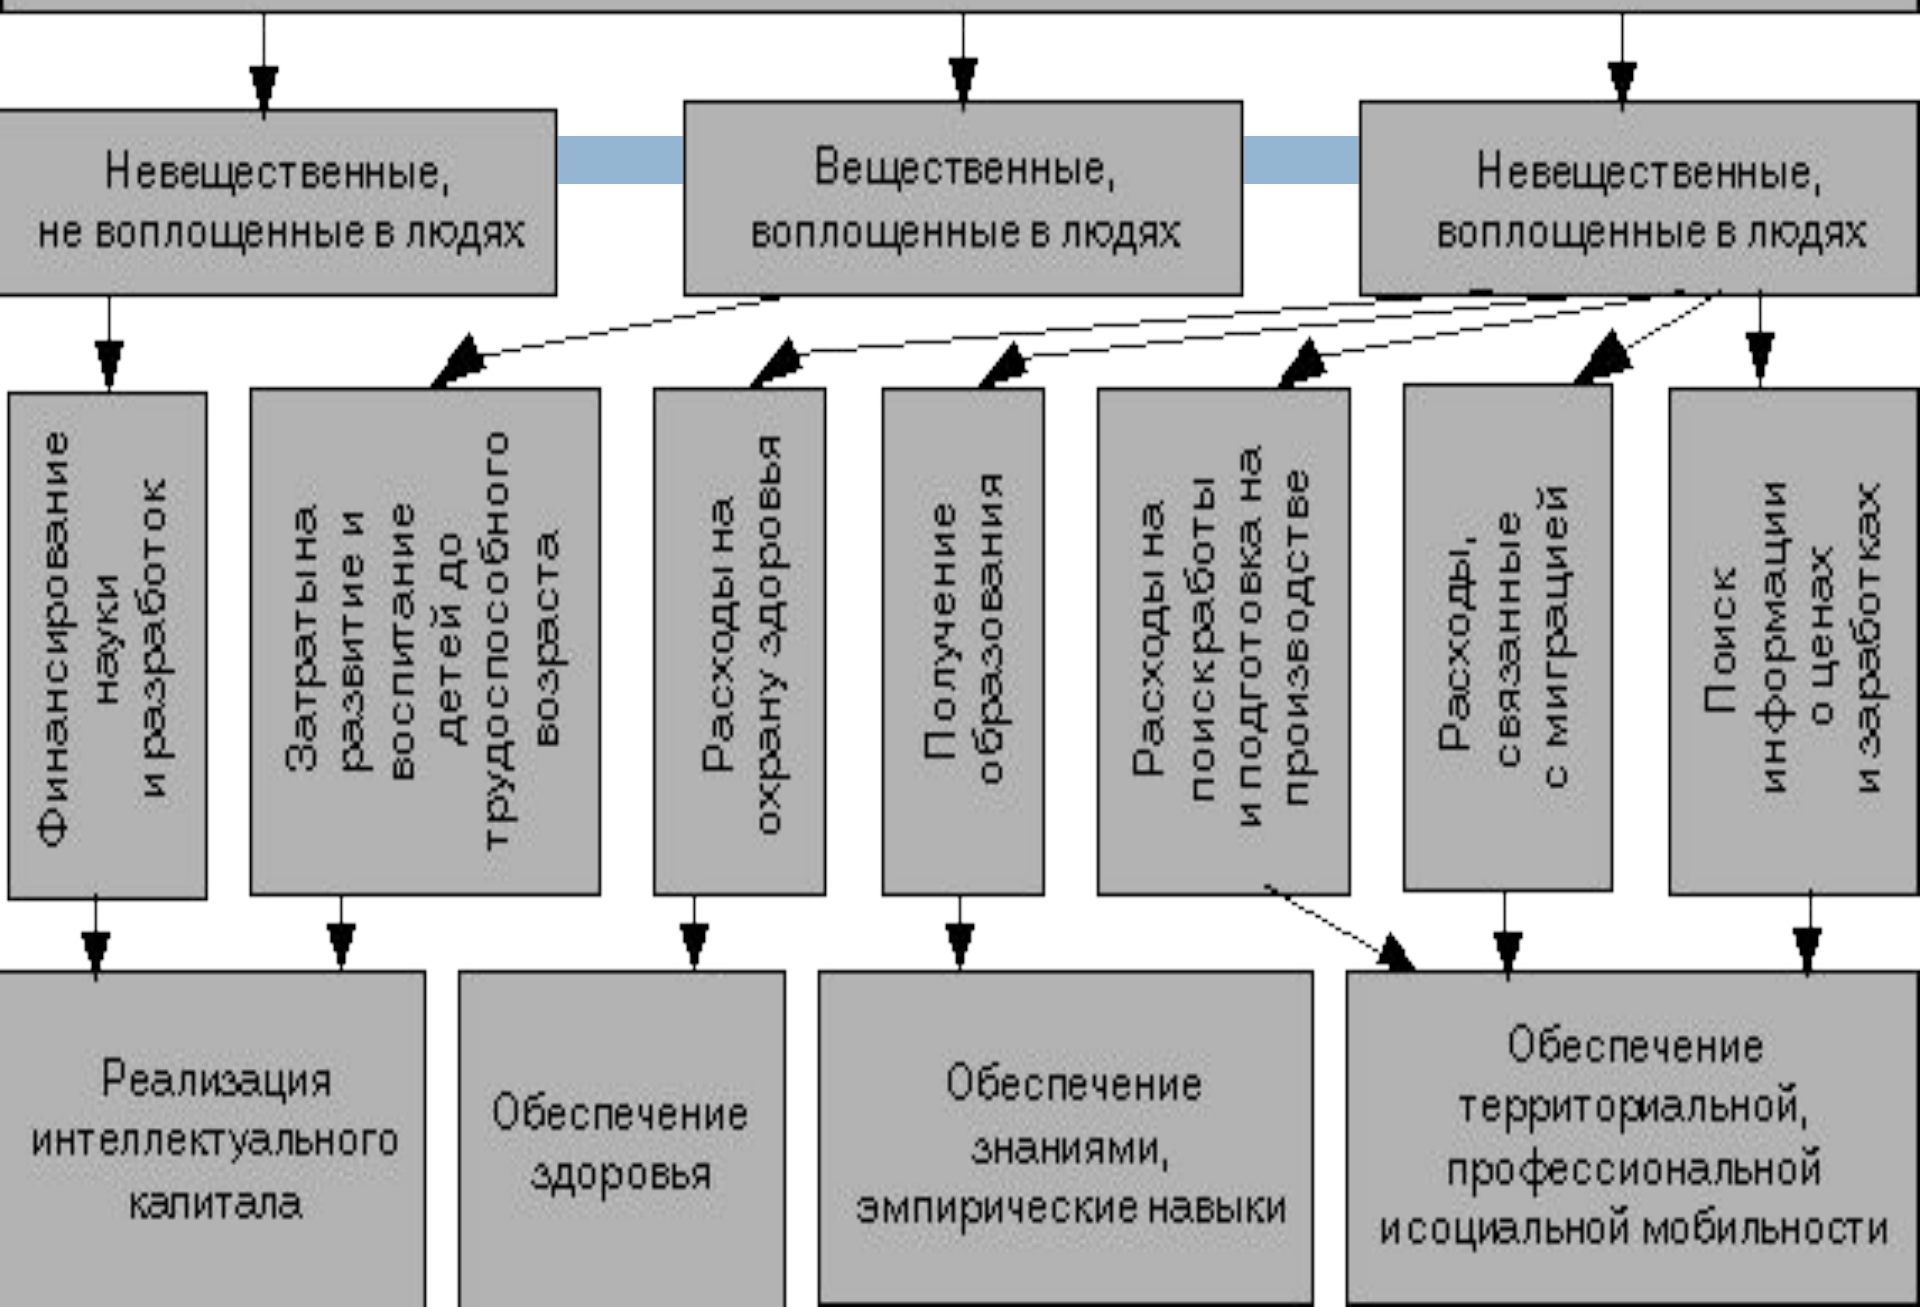 Невещественные,
не воплощенные в людях
Вещественные,
воплощенные в людях
Невещественные,
воплощенные в людях
Финансирование
науки
и разработок
Затраты на
развитие и
воспитание
детей до
трудоспособного
возраста
Расходы на
охрану здоровья
Получение
образования
Расходы на
поиск работы
и подготовка на
производстве
Расходы,
связанные
с миграцией
Поиск
информации
о ценах
и заработках
Реализация
интеллектуального
капитала
Обеспечение
здоровья
Обеспечение
знаниями,
эмпирические навыки
Обеспечение
территориальной,
профессиональной
и социальной мобильности